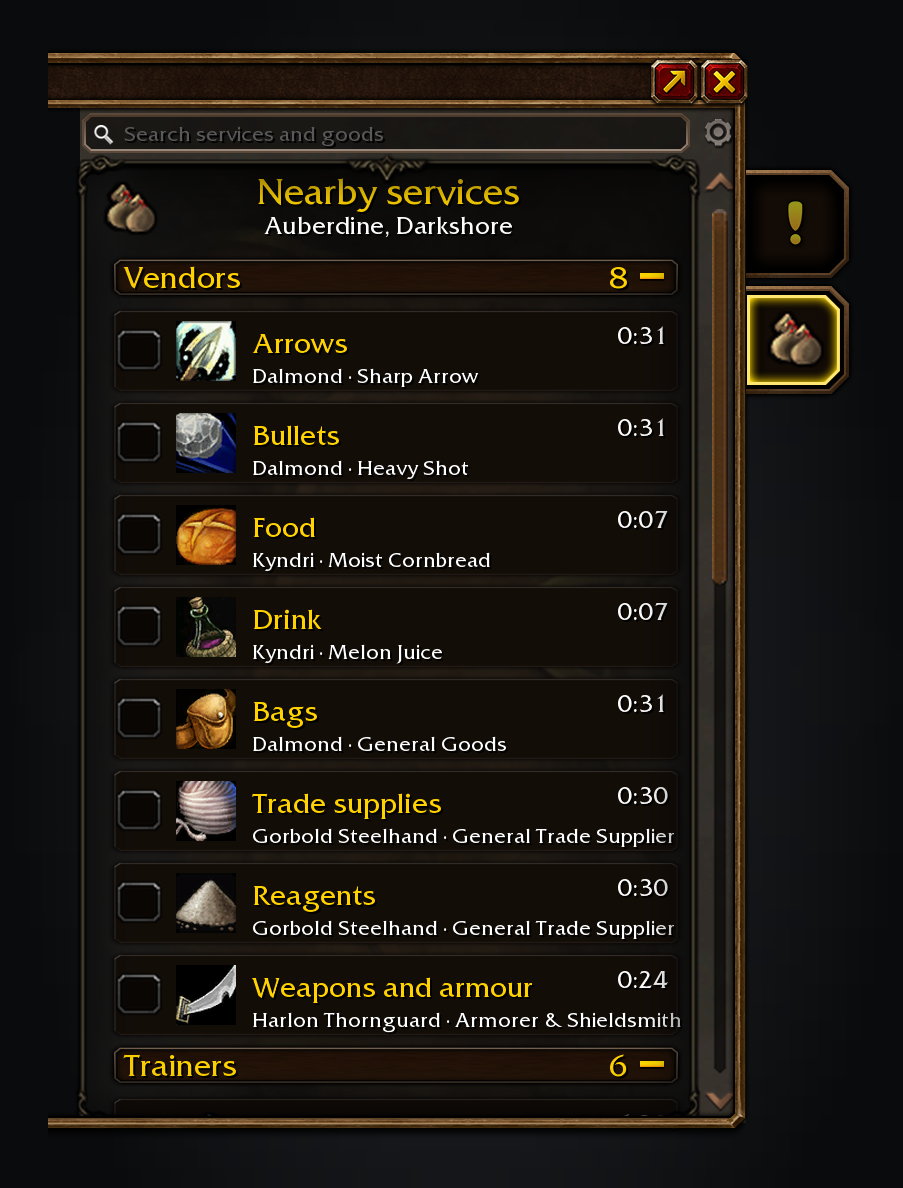 Search services and goods
Nearby services
Auberdine, Darkshore
Vendors 8
Arrows 0:31
Dalmond · Sharp Arrow
Bullets 0:31
Dalmond · Heavy Shot
Food 0:07
Kyndri · Moist Cornbread
Drink 0:07
Kyndri · Melon Juice
Bags 0:31
Dalmond · General Goods
Trade supplies 0:30
Gorbold Steelhand · General Trade Supplier
Reagents 0:30
Gorbold Steelhand · General Trade Supplier
Weapons and armour 0:24
Harlon Thornguard · Armorer & Shieldsmith
Trainers 6